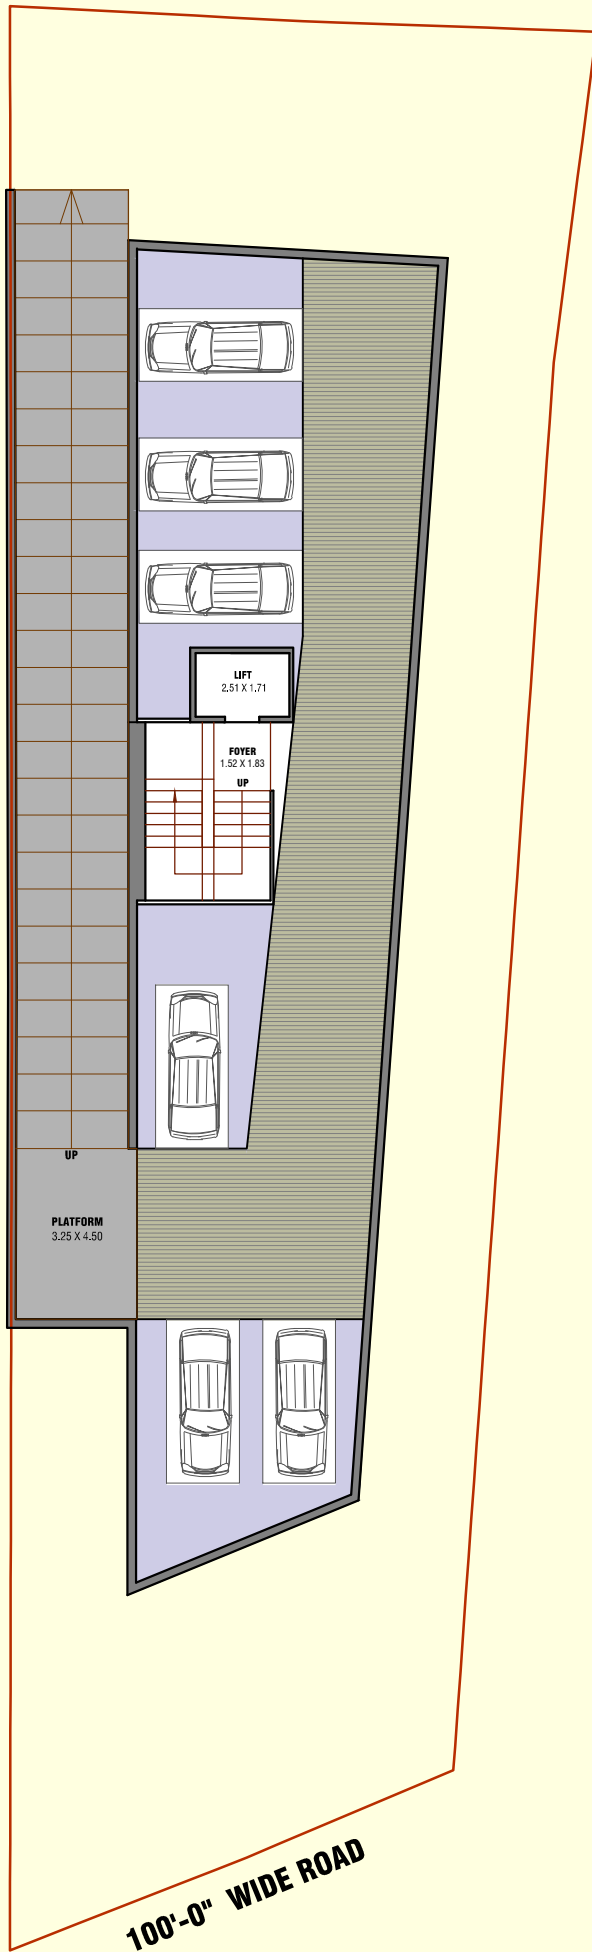 LIFT
2.51 X 1.71
FOYER
1.52 X 1.83
UP
UP
PLATFORM
3.25 X 4.50
100'-0" WIDE ROAD